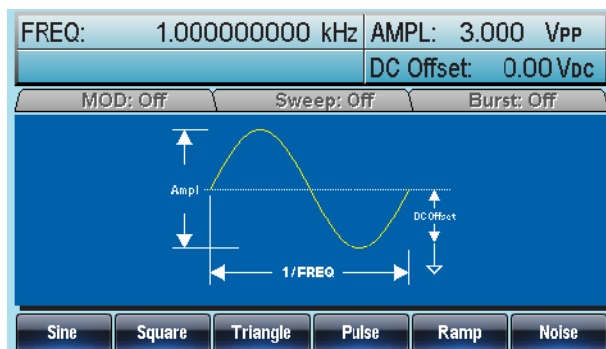 FREQ: 1.000000000 kHz AMPL: 3.000 VPP
DC Offset: 0.00 VDC
MOD: Off Sweep: Off Burst: Off
Ampl
DC Offset
1/FREQ
Sine Square Triangle Pulse Ramp Noise